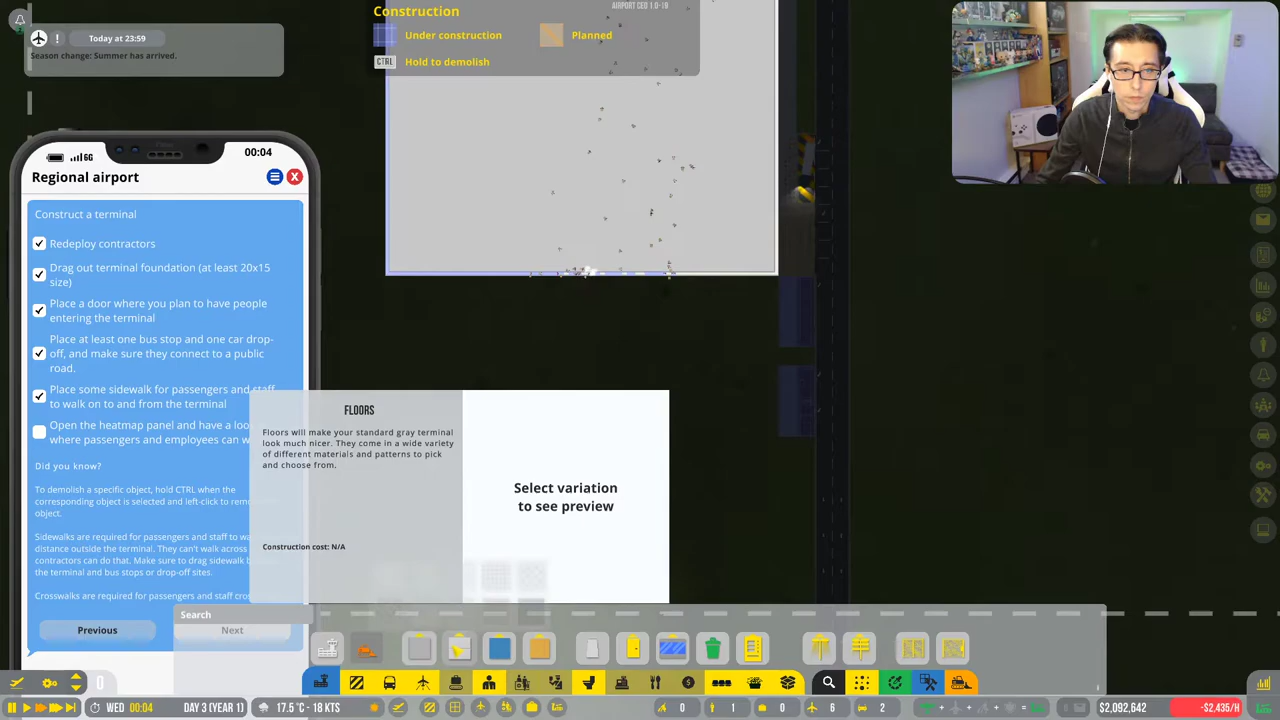 Construction
AIRPORT CEO 1.0-16
Under construction
Planned
CTRL
Hold to demolish
!
Today at 23:59
Season change: Summer has arrived.
6G
00:04
Regional airport
Construct a terminal
Redeploy contractors
Drag out terminal foundation (at least 20x15
size)
Place a door where you plan to have people
entering the terminal
Place at least one bus stop and one car drop-
off, and make sure they connect to a public
road.
Place some sidewalk for passengers and staff
to walk on to and from the terminal
Open the heatmap panel and have a loo
where passengers and employees can w
Did you know?
To demolish a specific object, hold CTRL when the
corresponding object is selected and left-click to rem
object.
Sidewalks are required for passengers and staff to wa
distance outside the terminal. They can't walk across
contractors can do that. Make sure to drag sidewalk b
the terminal and bus stops or drop-off sites.
Crosswalks are required for passengers and staff cros
Previous
Next
Search
FLOORS
Floors will make your standard gray terminal
look much nicer. They come in a wide variety
of different materials and patterns to pick
and choose from.
Construction cost: N/A
Select variation
to see preview
0
WED 00:04
DAY 3 (YEAR 1)
17.5 °C - 18 KTS
0
1
0
6
2
$2,092,642
-$2,435/H